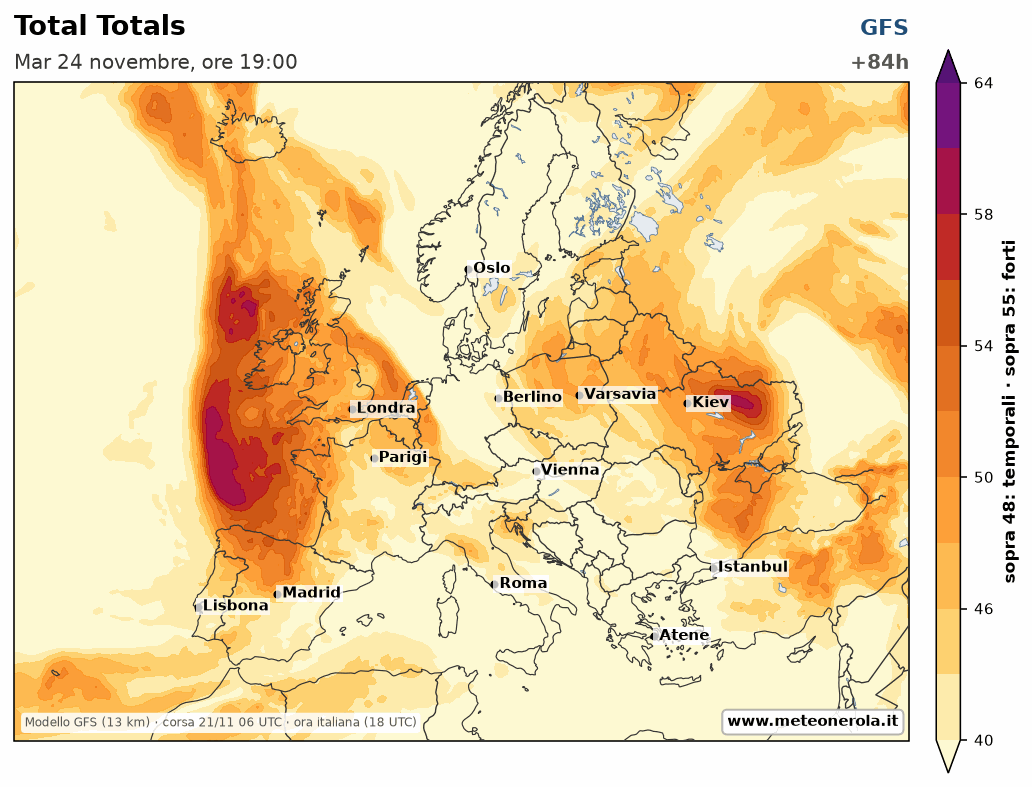 Total Totals
GFS
Mar 24 novembre, ore 19:00
+84h
64
58
54
50
46
40
sopra 48: temporali · sopra 55: forti
Oslo
Berlino
Varsavia
Kiev
Londra
Parigi
Vienna
Istanbul
Roma
Madrid
Lisbona
Atene
Modello GFS (13 km) · corsa 21/11 06 UTC · ora italiana (18 UTC)
www.meteonerola.it